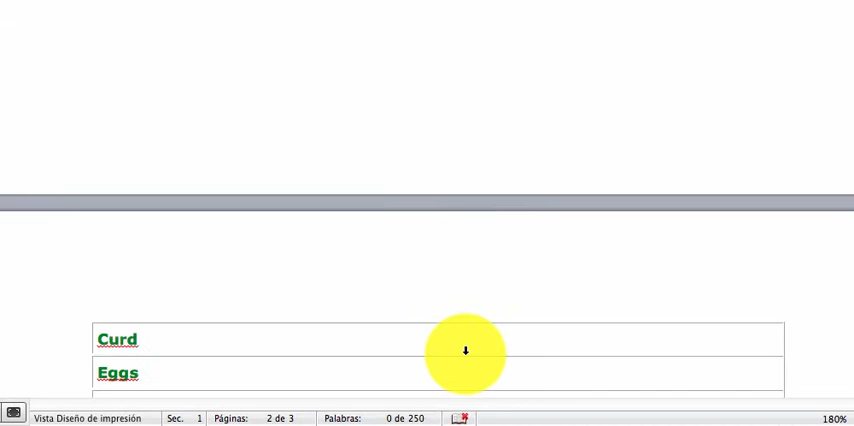 Curd
Eggs
Vista Diseño de impresión Sec. 1 Páginas: 2 de 3 Palabras: 0 de 250 180%